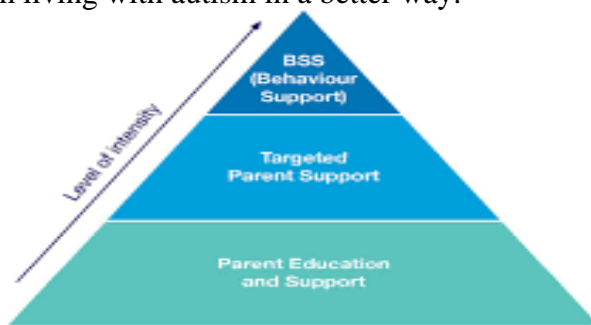 living with autism in a better way.
BSS
(Behaviour
Support)
Level of intensity
Targeted
Parent Support
Parent Education
and Support